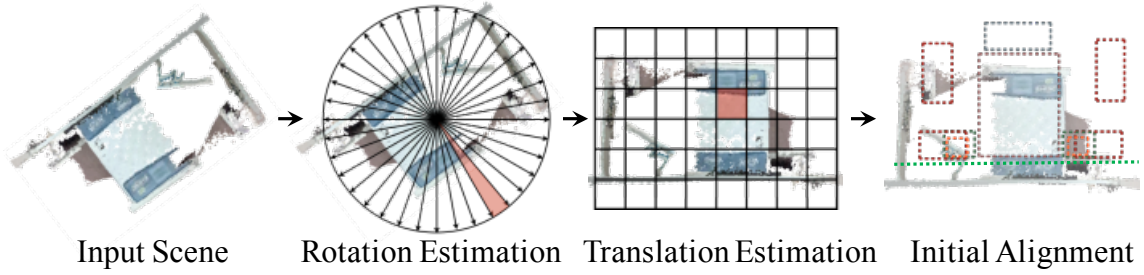 Input Scene
Rotation Estimation
Translation Estimation
Initial Alignment